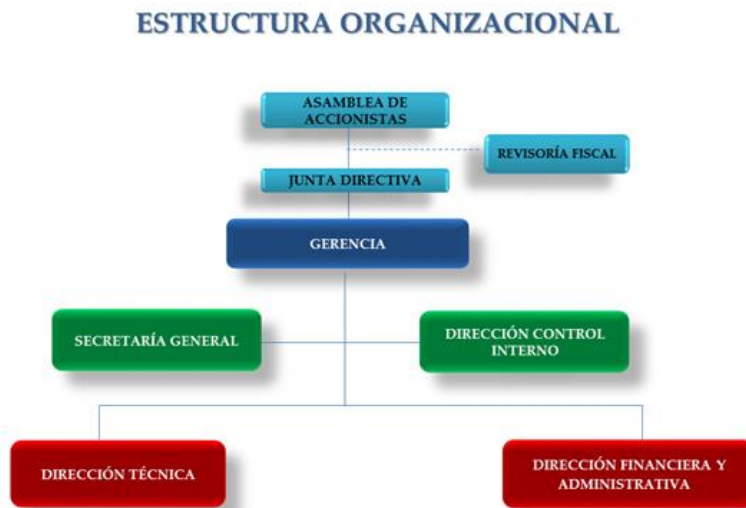 ESTRUCTURA ORGANIZACIONAL
ASAMBLEA DE
ACCIONISTAS
REVISORÍA FISCAL
JUNTA DIRECTIVA
GERENCIA
SECRETARÍA GENERAL
DIRECCIÓN CONTROL
INTERNO
DIRECCIÓN TÉCNICA
DIRECCIÓN FINANCIERA Y
ADMINISTRATIVA